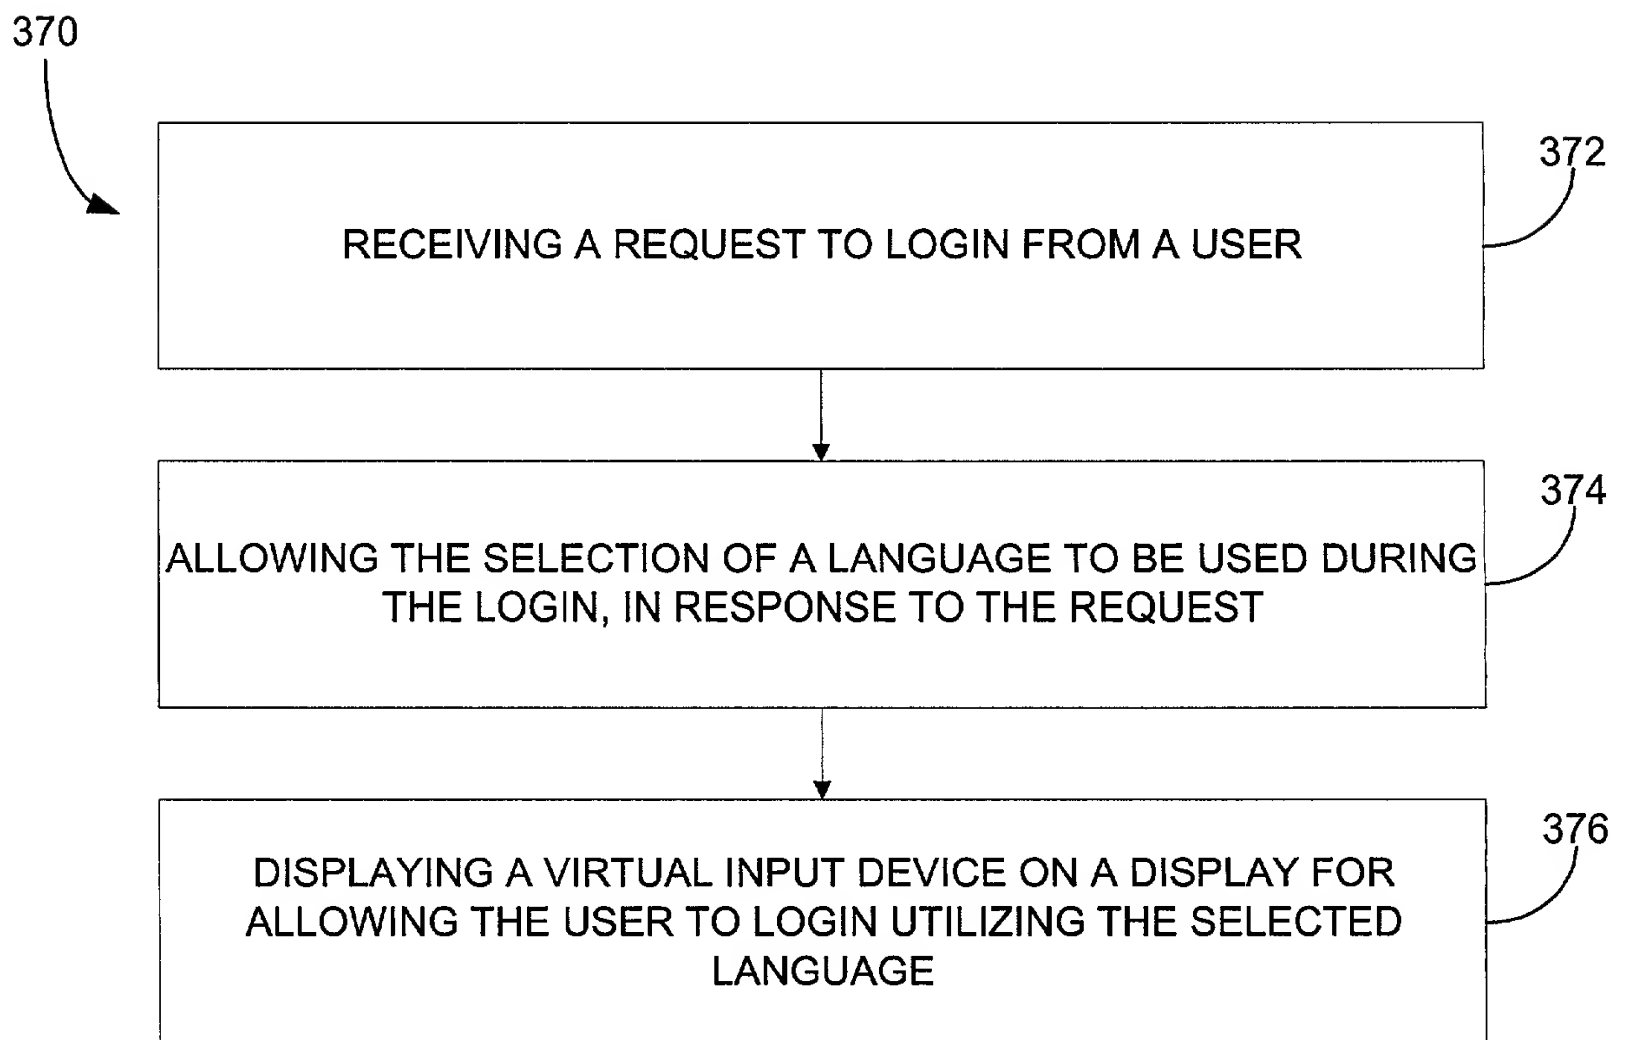 370
372
RECEIVING A REQUEST TO LOGIN FROM A USER
374
ALLOWING THE SELECTION OF A LANGUAGE TO BE USED DURING
THE LOGIN, IN RESPONSE TO THE REQUEST
376
DISPLAYING A VIRTUAL INPUT DEVICE ON A DISPLAY FOR
ALLOWING THE USER TO LOGIN UTILIZING THE SELECTED
LANGUAGE